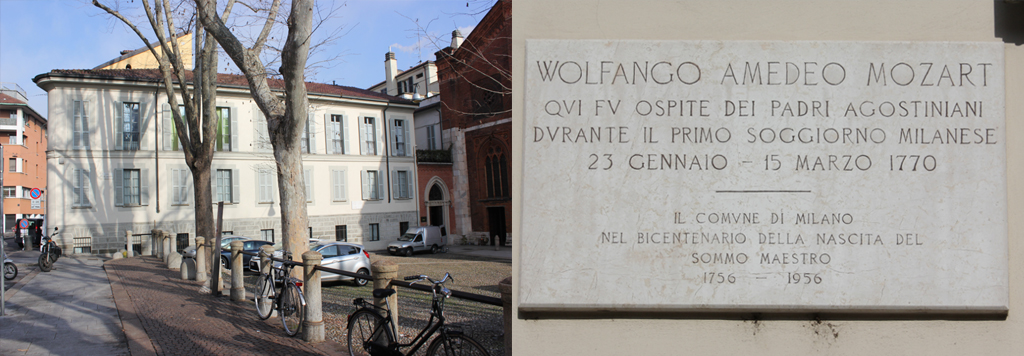 WOLFANGO AMEDEO MOZART
QVI FV OSPITE DEI PADRI AGOSTINIANI
DVRANTE IL PRIMO SOGGIORNO MILANESE
23 GENNAIO - 15 MARZO 1770
IL COMVNE DI MILANO
NEL BICENTENARIO DELLA NASCITA DEL
SOMMO MAESTRO
1756 - 1956